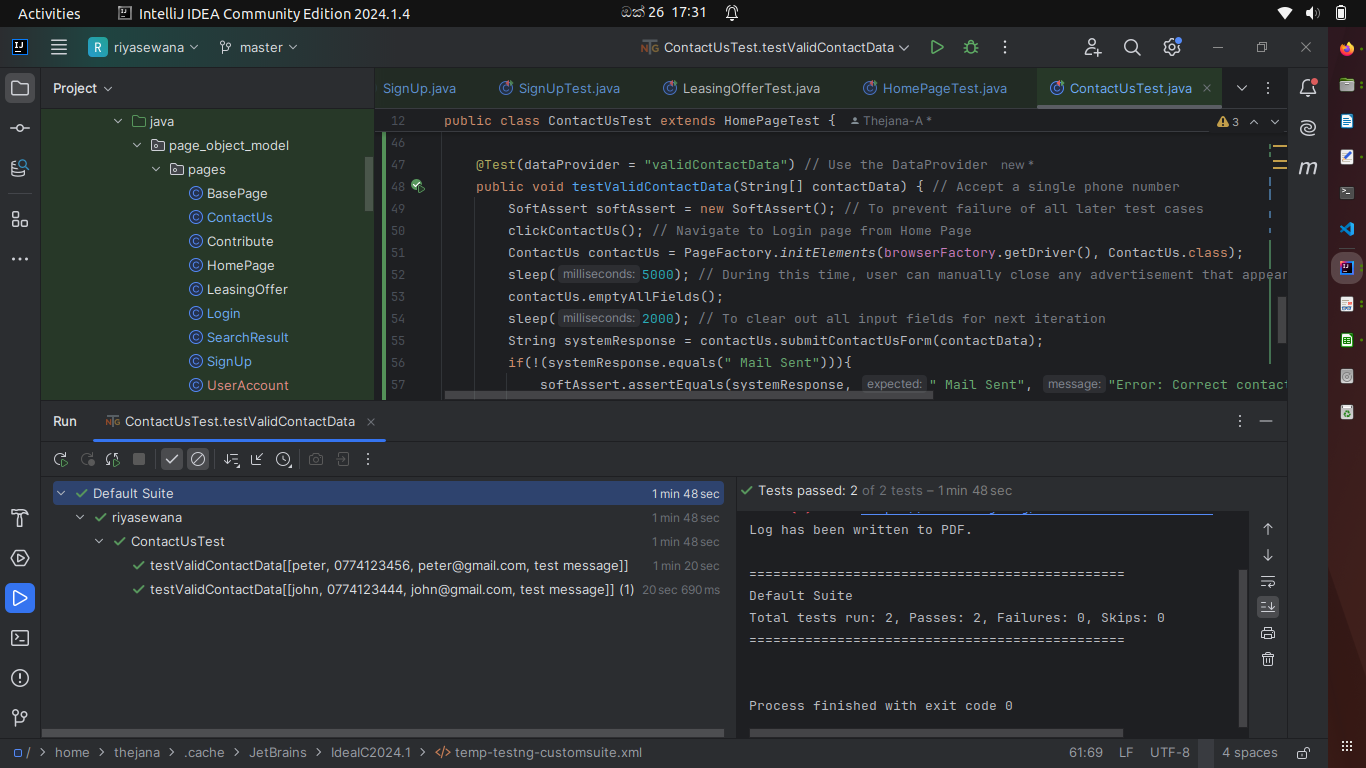 Activities
IntelliJ IDEA Community Edition 2024.1.4
ඔක් 26 17:31
R riyasewana
master
ContactUsTest.testValidContactData
Project
SignUp.java
SignUpTest.java
LeasingOfferTest.java
HomePageTest.java
ContactUsTest.java
java
page_object_model
pages
BasePage
ContactUs
Contribute
HomePage
LeasingOffer
Login
SearchResult
SignUp
UserAccount
12 public class ContactUsTest extends HomePageTest { Thejana-A *
3
46
47 @Test(dataProvider = "validContactData") // Use the DataProvider new *
48 public void testValidContactData(String[] contactData) { // Accept a single phone number
49 SoftAssert softAssert = new SoftAssert(); // To prevent failure of all later test cases
50 clickContactUs(); // Navigate to Login page from Home Page
51 ContactUs contactUs = PageFactory.initElements(browserFactory.getDriver(), ContactUs.class);
52 sleep( milliseconds: 5000); // During this time, user can manually close any advertisement that appear
53 contactUs.emptyAllFields();
54 sleep( milliseconds: 2000); // To clear out all input fields for next iteration
55 String systemResponse = contactUs.submitContactUsForm(contactData);
56 if(!(systemResponse.equals(" Mail Sent"))){
57 softAssert.assertEquals(systemResponse, expected: " Mail Sent", message: "Error: Correct contac
Run
ContactUsTest.testValidContactData
Default Suite 1 min 48 sec
riyasewana 1 min 48 sec
ContactUsTest 1 min 48 sec
testValidContactData[[peter, 0774123456, peter@gmail.com, test message]] 1 min 20 sec
testValidContactData[[john, 0774123444, john@gmail.com, test message]] (1) 20 sec 690 ms
Tests passed: 2 of 2 tests – 1 min 48 sec
Log has been written to PDF.
===============================================
Default Suite
Total tests run: 2, Passes: 2, Failures: 0, Skips: 0
===============================================
Process finished with exit code 0
/ > home > thejana > .cache > JetBrains > IdealC2024.1 > temp-testng-customsuite.xml
61:69 LF UTF-8 4 spaces